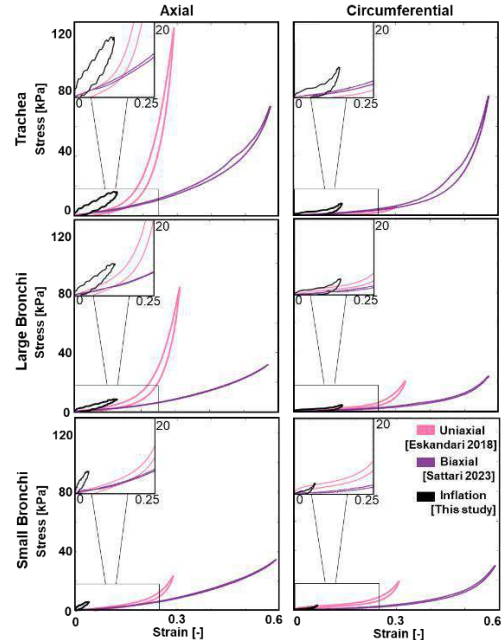 Axial
Circumferential
Trachea
Stress [kPa]
120
80
40
0
20
0
0.25
20
0
0.25
Large Bronchi
Stress [kPa]
120
80
40
0
20
0
0.25
20
0
0.25
Small Bronchi
Stress [kPa]
120
80
40
0
20
0
0.25
20
0
0.25
Uniaxial
[Eskandari 2018]
Biaxial
[Sattari 2023]
Inflation
[This study]
0
0.3
0.6
0
0.3
0.6
Strain [-]
Strain [-]